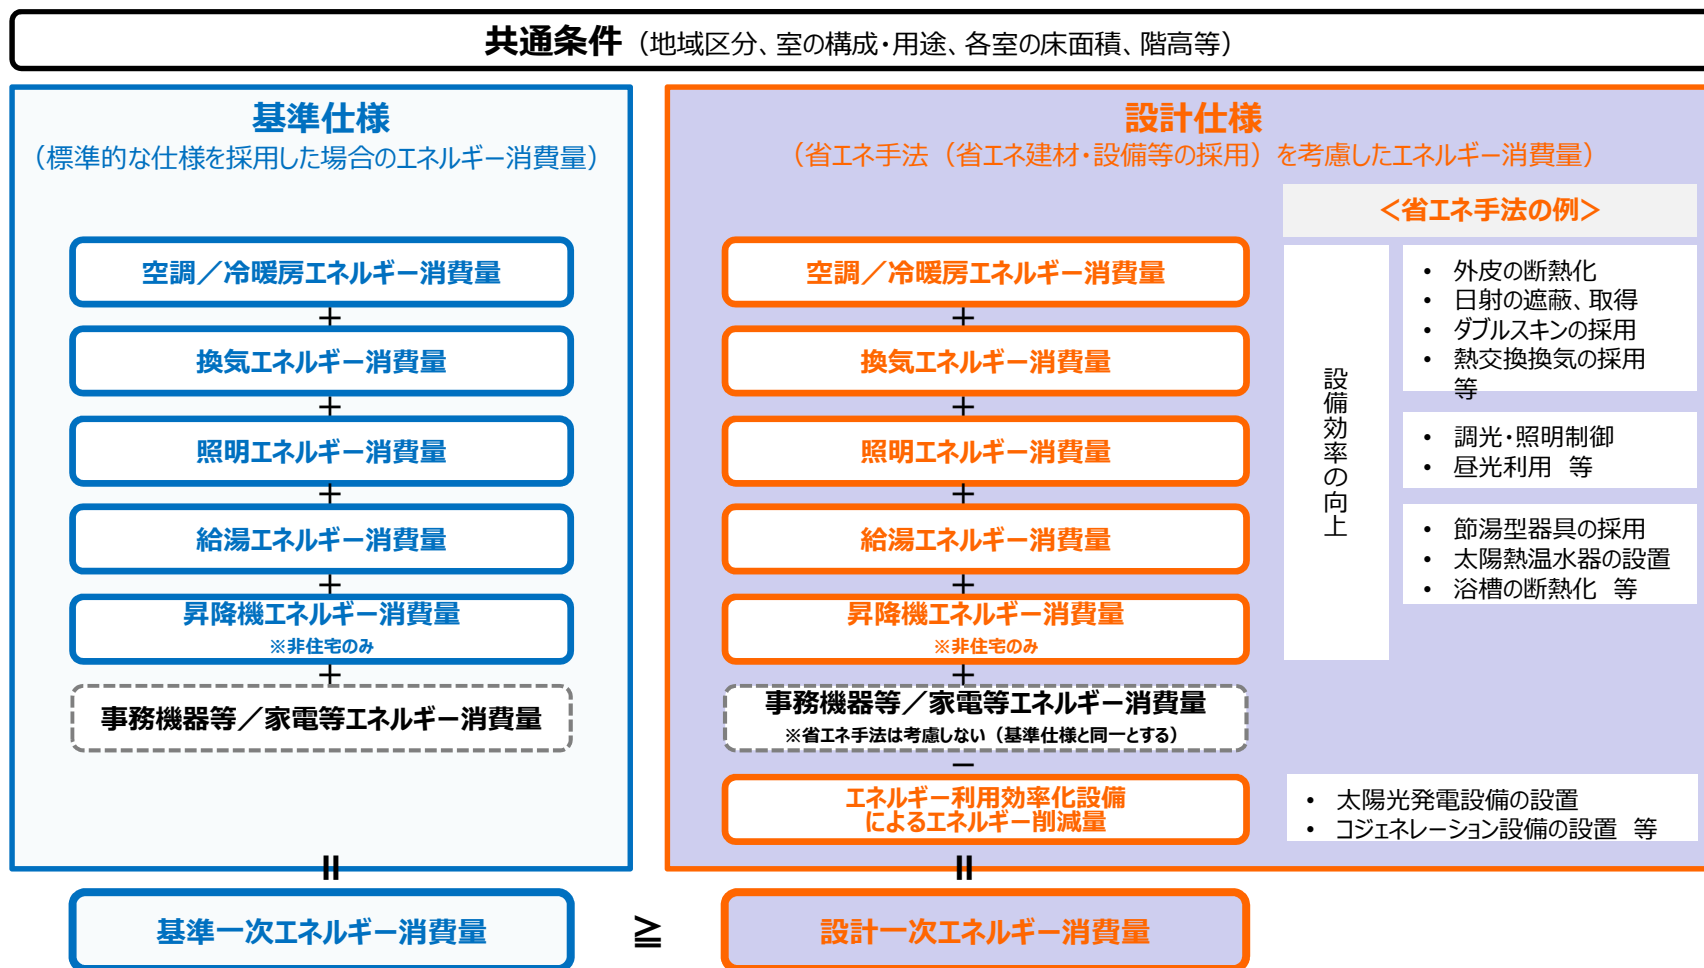 共通条件（地域区分、室の構成・用途、各室の床面積、階高等）
基準仕様
（標準的な仕様を採用した場合のエネルギー消費量）
空調／冷暖房エネルギー消費量
＋
換気エネルギー消費量
＋
照明エネルギー消費量
＋
給湯エネルギー消費量
＋
昇降機エネルギー消費量
※非住宅のみ
＋
事務機器等／家電等エネルギー消費量
＝
基準一次エネルギー消費量
≧
設計仕様
（省エネ手法（省エネ建材・設備等の採用）を考慮したエネルギー消費量）
空調／冷暖房エネルギー消費量
＋
換気エネルギー消費量
＋
照明エネルギー消費量
＋
給湯エネルギー消費量
＋
昇降機エネルギー消費量
※非住宅のみ
＋
事務機器等／家電等エネルギー消費量
※省エネ手法は考慮しない（基準仕様と同一とする）
－
エネルギー利用効率化設備
によるエネルギー削減量
＝
設計一次エネルギー消費量
＜省エネ手法の例＞
設備効率の向上
• 外皮の断熱化
• 日射の遮蔽、取得
• ダブルスキンの採用
• 熱交換換気の採用
等
• 調光・照明制御
• 昼光利用　等
• 節湯型器具の採用
• 太陽熱温水器の設置
• 浴槽の断熱化　等
• 太陽光発電設備の設置
• コジェネレーション設備の設置　等